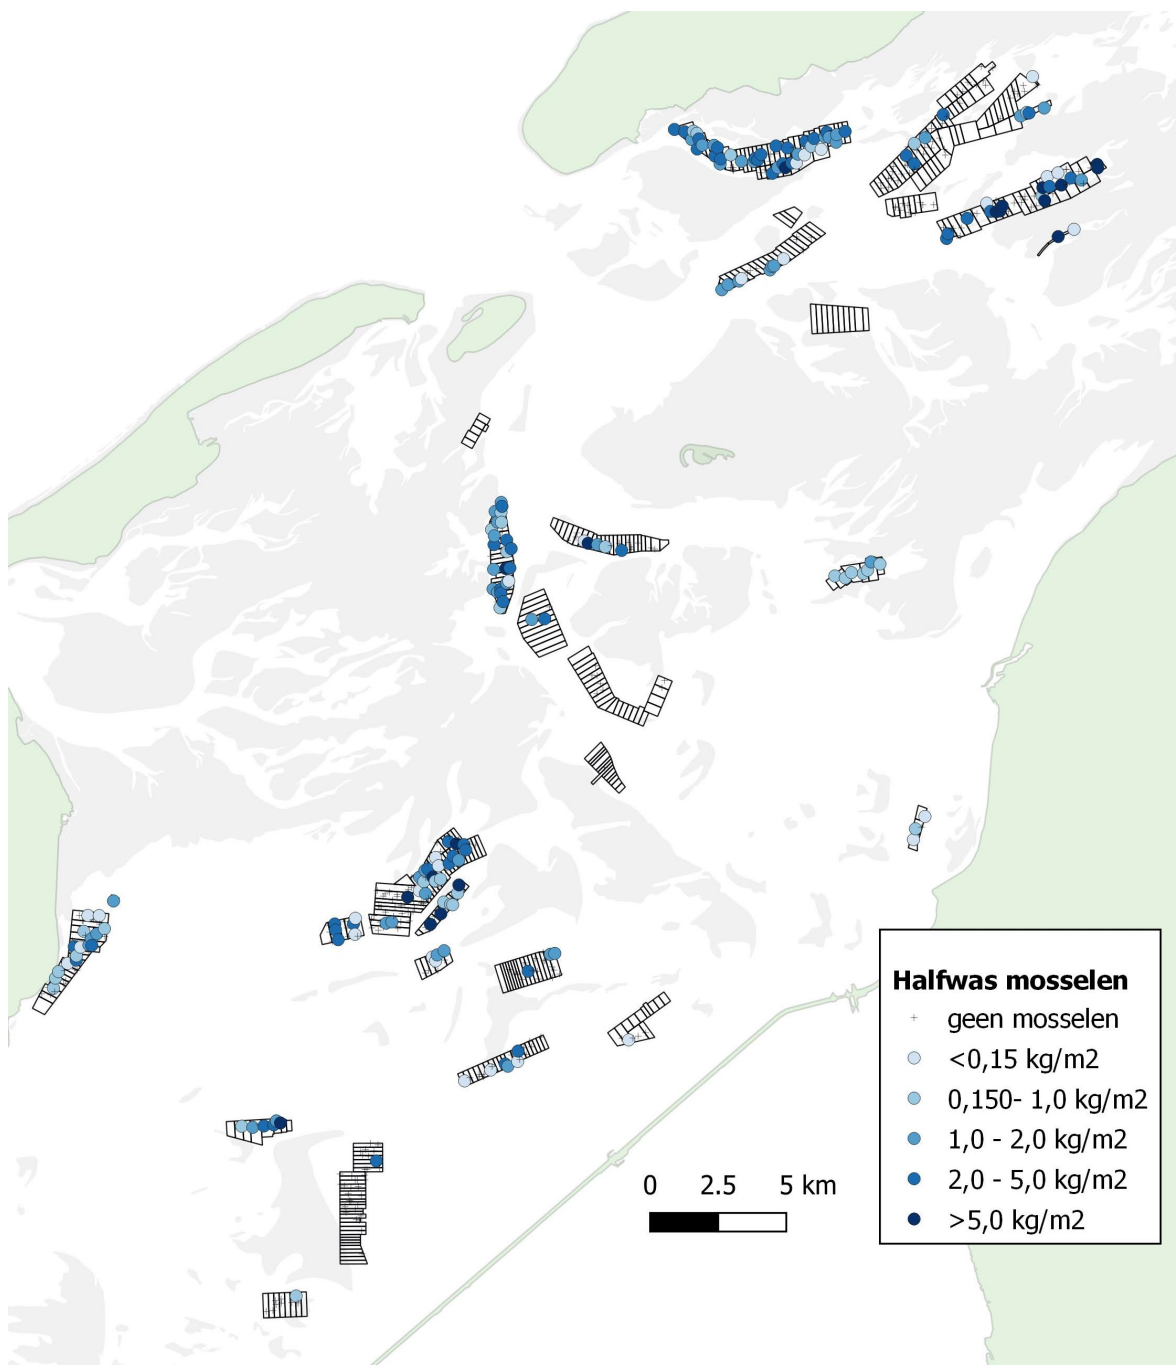 Halfwas mosselen
geen mosselen
<0,15 kg/m2
0,150- 1,0 kg/m2
1,0 - 2,0 kg/m2
2,0 - 5,0 kg/m2
>5,0 kg/m2
0 2.5 5 km